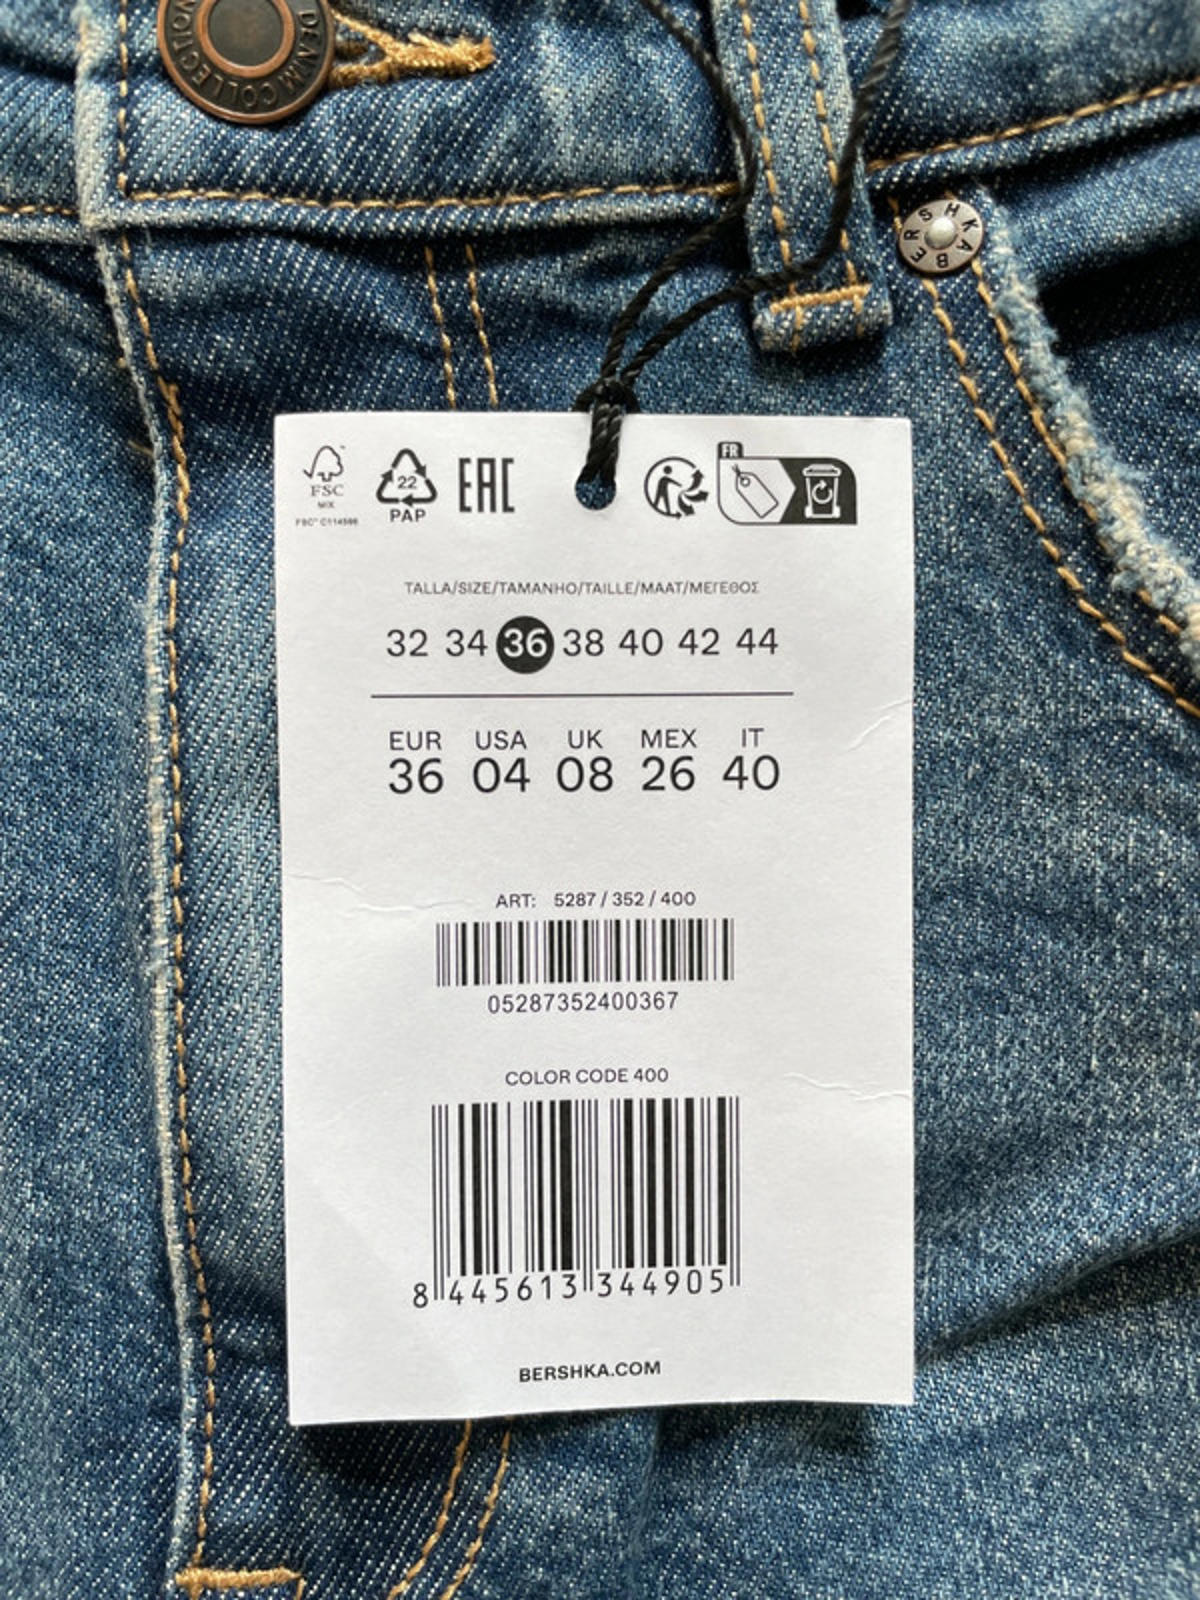 DENIM COLLECTION
BERSHKA
FSC
MIX
FSC™ C114566
22
PAP
EAC
FR
TALLA/SIZE/TAMANHO/TAILLE/MAAT/ΜΕΓΕΘΟΣ
32 34 36 38 40 42 44
EUR USA UK MEX IT
36 04 08 26 40
ART: 5287 / 352 / 400
05287352400367
COLOR CODE 400
8 445613 344905
BERSHKA.COM